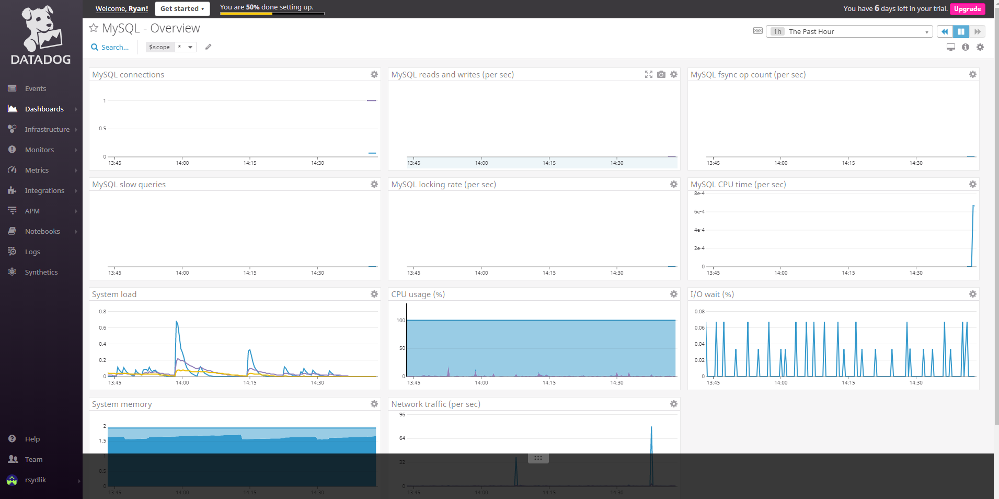 DATADOG
Events
Dashboards
Infrastructure
Monitors
Metrics
Integrations
APM
Notebooks
Logs
Synthetics
Help
Team
rsydlik
Welcome, Ryan!
Get started
You are 50% done setting up.
You have 6 days left in your trial.
Upgrade
MySQL - Overview
1h The Past Hour
Search...
$scope *
MySQL connections
1
0.5
0
13:45 14:00 14:15 14:30
MySQL reads and writes (per sec)
13:45 14:00 14:15 14:30
MySQL fsync op count (per sec)
13:45 14:00 14:15 14:30
MySQL slow queries
13:45 14:00 14:15 14:30
MySQL locking rate (per sec)
13:45 14:00 14:15 14:30
MySQL CPU time (per sec)
8e-4
6e-4
4e-4
2e-4
0
13:45 14:00 14:15 14:30
System load
0.8
0.6
0.4
0.2
0
13:45 14:00 14:15 14:30
CPU usage (%)
100
50
0
13:45 14:00 14:15 14:30
I/O wait (%)
0.08
0.06
0.04
0.02
0
13:45 14:00 14:15 14:30
System memory
2
1.5
1
0.5
0
13:45 14:00 14:15 14:30
Network traffic (per sec)
96
64
32
0
13:45 14:00 14:15 14:30